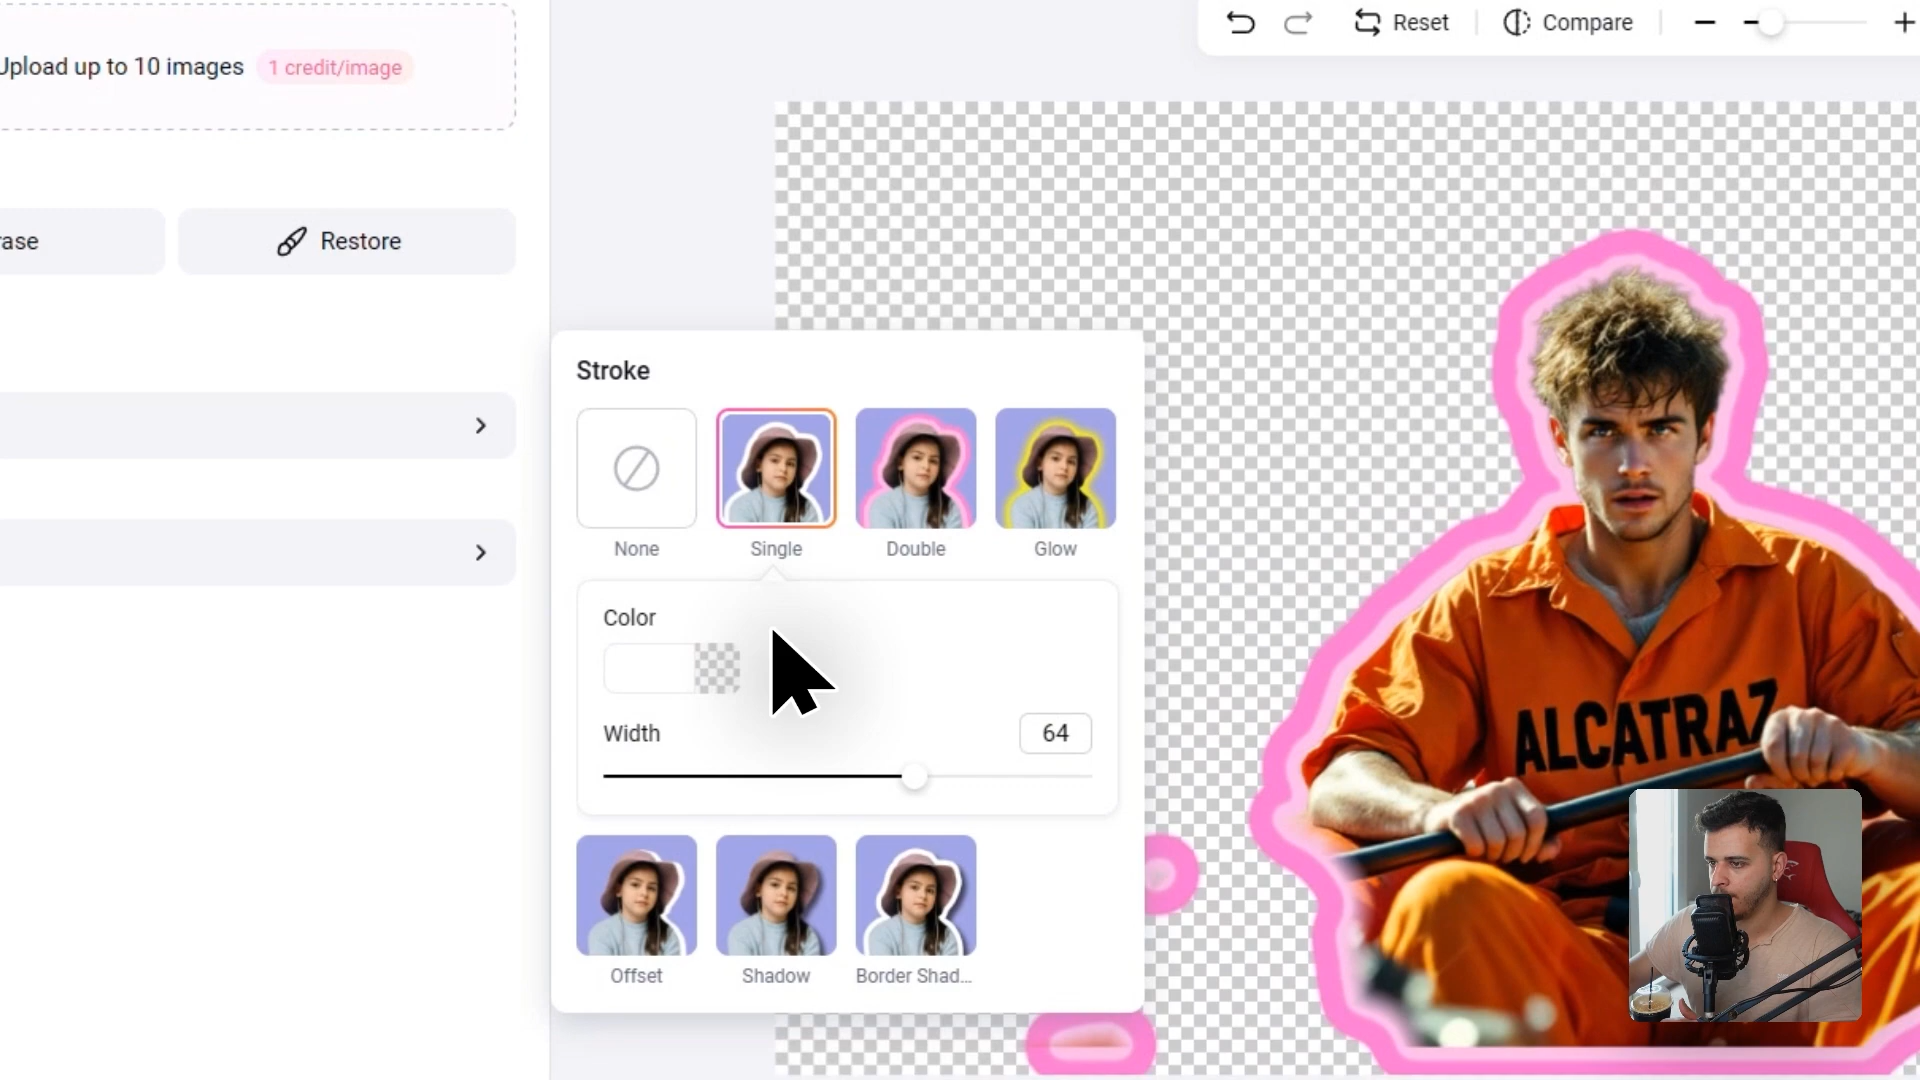 Upload up to 10 images 1 credit/image
Reset
Compare
rase
Restore
Stroke
None
Single
Double
Glow
Color
Width
64
Offset
Shadow
Border Shad...
ALCATRAZ